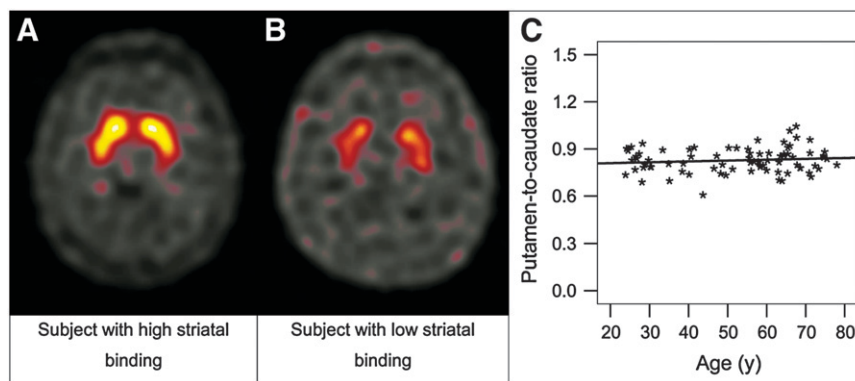 A
B
C
Subject with high striatal
binding
Subject with low striatal
binding
Putamen-to-caudate ratio
1.5
1.2
0.9
0.6
0.3
0.0
20 30 40 50 60 70 80
Age (y)